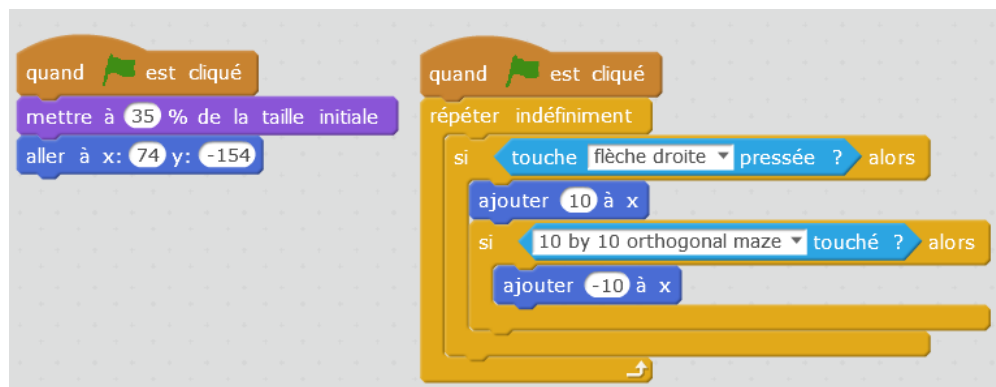 quand est cliqué
mettre à 35 % de la taille initiale
aller à x: 74 y: -154
quand est cliqué
répéter indéfiniment
si touche flèche droite pressée ? alors
ajouter 10 à x
si 10 by 10 orthogonal maze touché ? alors
ajouter -10 à x